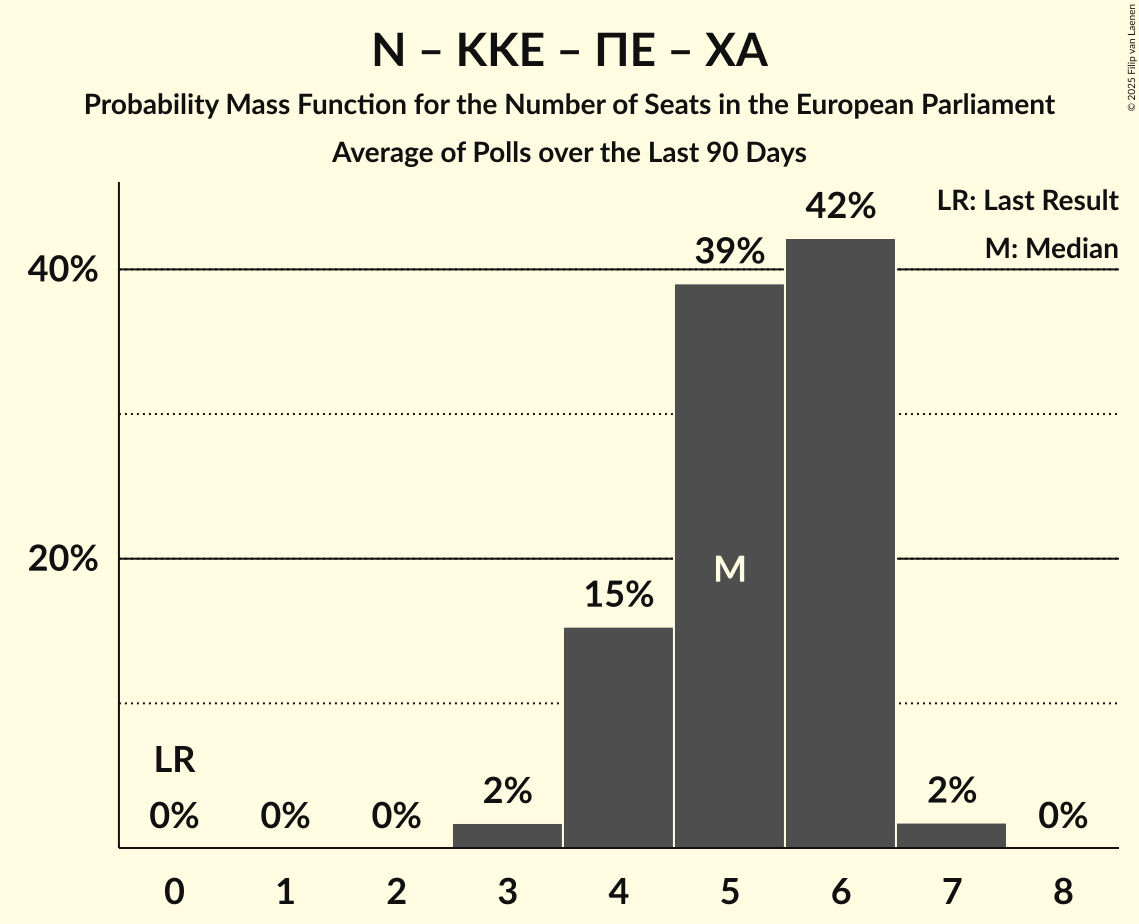 Ν – ΚΚΕ – ΠΕ – ΧΑ
Probability Mass Function for the Number of Seats in the European Parliament
Average of Polls over the Last 90 Days
© 2025 Filip van Laenen
LR: Last Result
M: Median
42%
39%
40%
M
20%
15%
LR
0%
0%
0%
2%
2%
0%
0 1 2 3 4 5 6 7 8